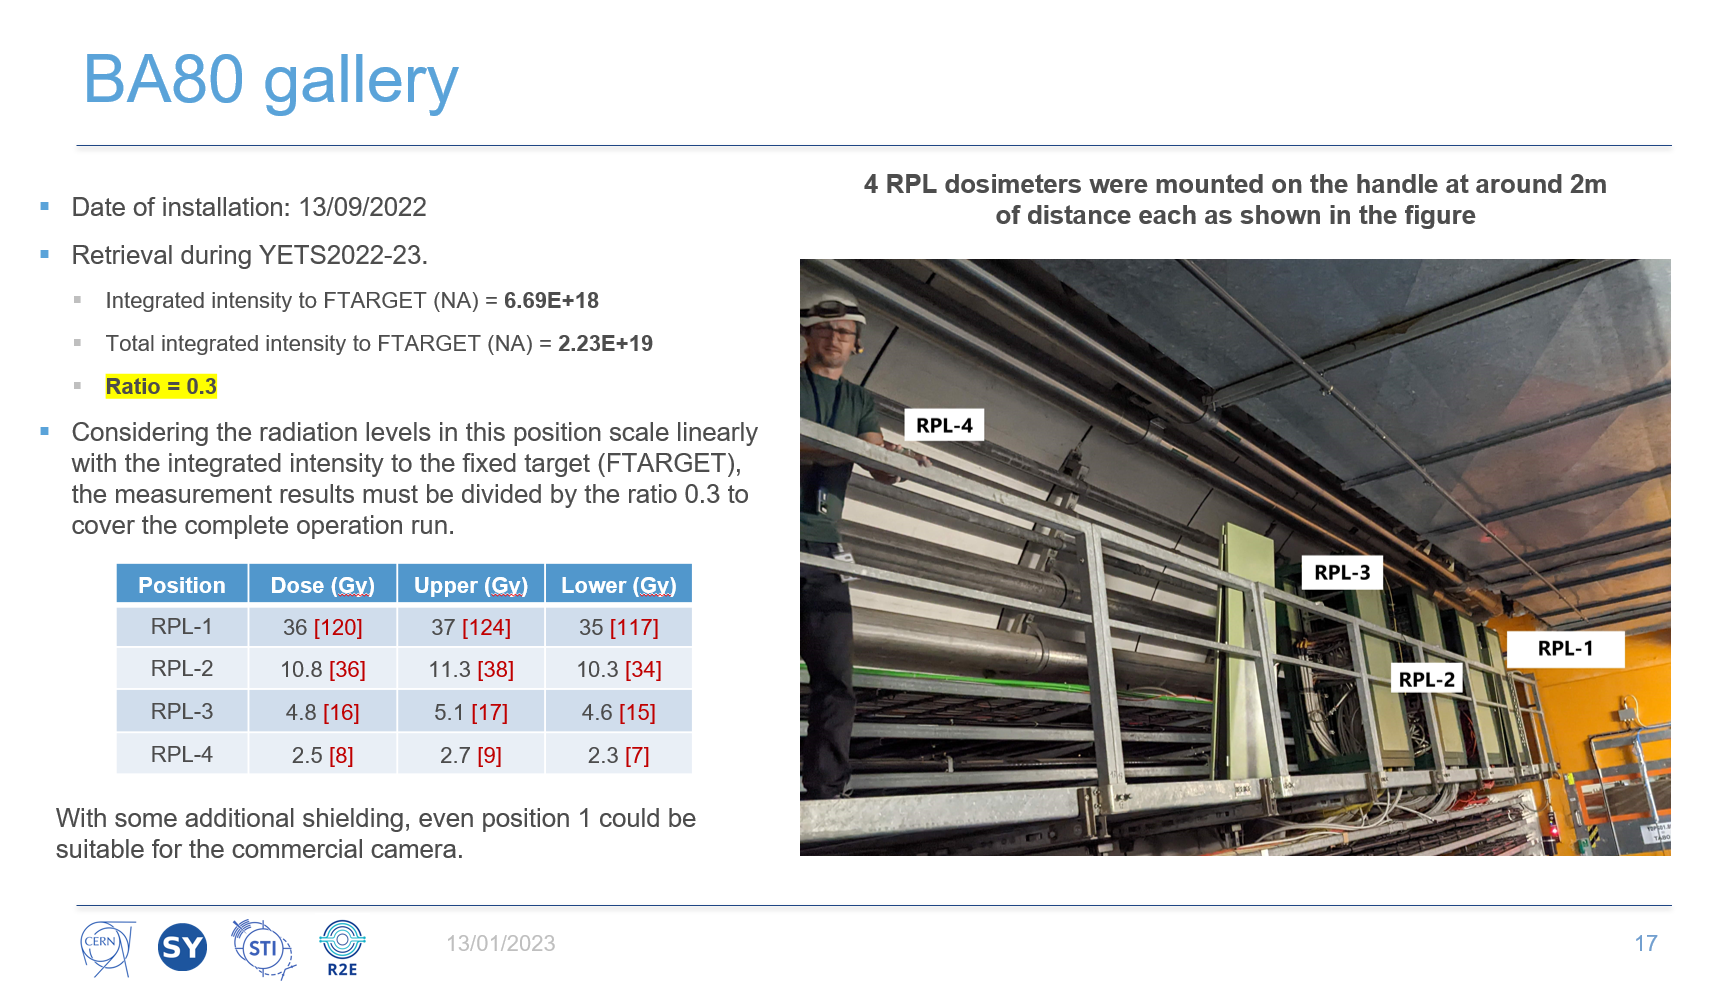 BA80 gallery
Date of installation: 13/09/2022
Retrieval during YETS2022-23.
Integrated intensity to FTARGET (NA) = 6.69E+18
Total integrated intensity to FTARGET (NA) = 2.23E+19
Ratio = 0.3
Considering the radiation levels in this position scale linearly
with the integrated intensity to the fixed target (FTARGET),
the measurement results must be divided by the ratio 0.3 to
cover the complete operation run.
Position Dose (Gy) Upper (Gy) Lower (Gy)
RPL-1 36 [120] 37 [124] 35 [117]
RPL-2 10.8 [36] 11.3 [38] 10.3 [34]
RPL-3 4.8 [16] 5.1 [17] 4.6 [15]
RPL-4 2.5 [8] 2.7 [9] 2.3 [7]
With some additional shielding, even position 1 could be
suitable for the commercial camera.
4 RPL dosimeters were mounted on the handle at around 2m
of distance each as shown in the figure
RPL-4
RPL-3
RPL-1
RPL-2
CERN
SY
STI
R2E
13/01/2023
17